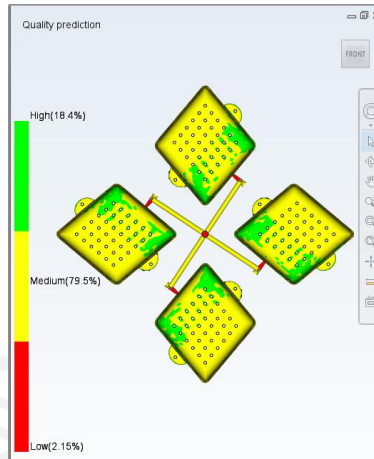 Quality prediction
FRONT
High(18.4%)
Medium(79.5%)
Low(2.15%)